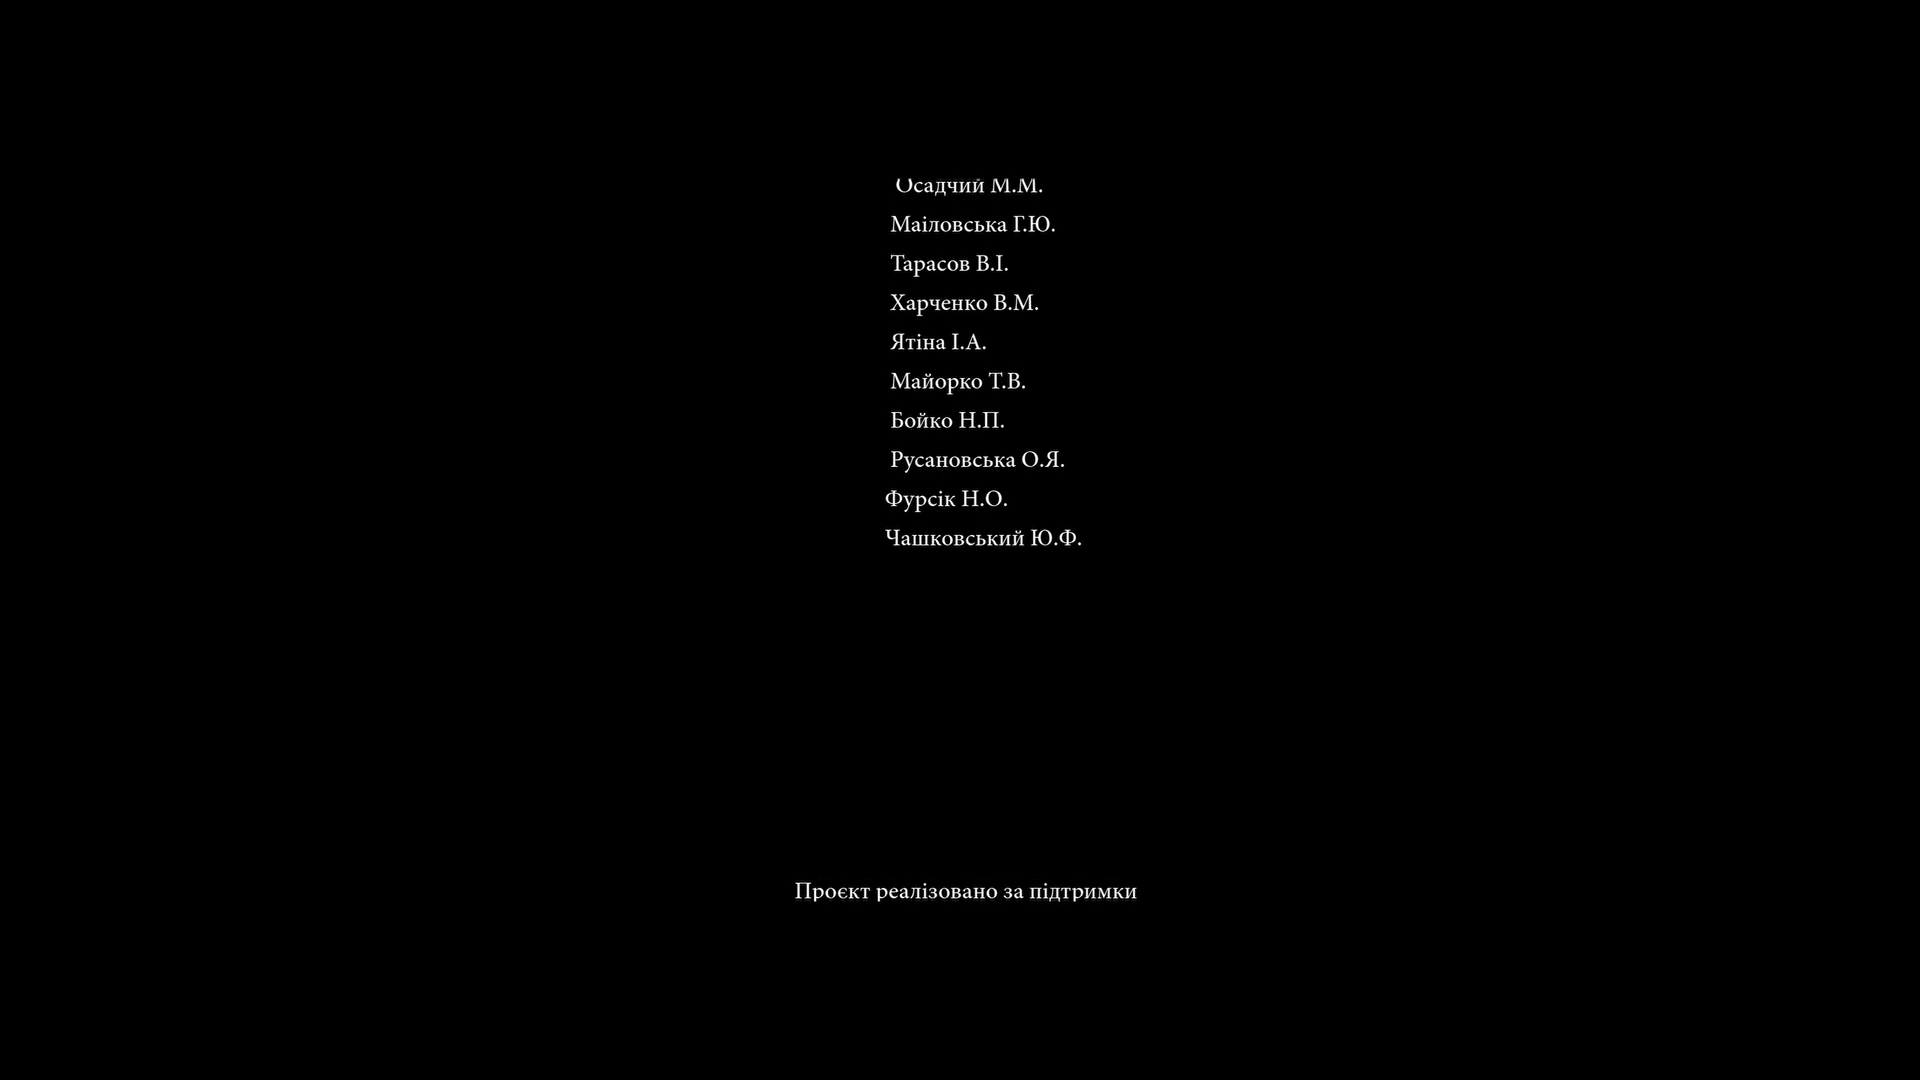 Осадчий М.М.
Маіловська Г.Ю.
Тарасов В.І.
Харченко В.М.
Ятіна І.А.
Майорко Т.В.
Бойко Н.П.
Русановська О.Я.
Фурсік Н.О.
Чашковський Ю.Ф.
Проєкт реалізовано за підтримки